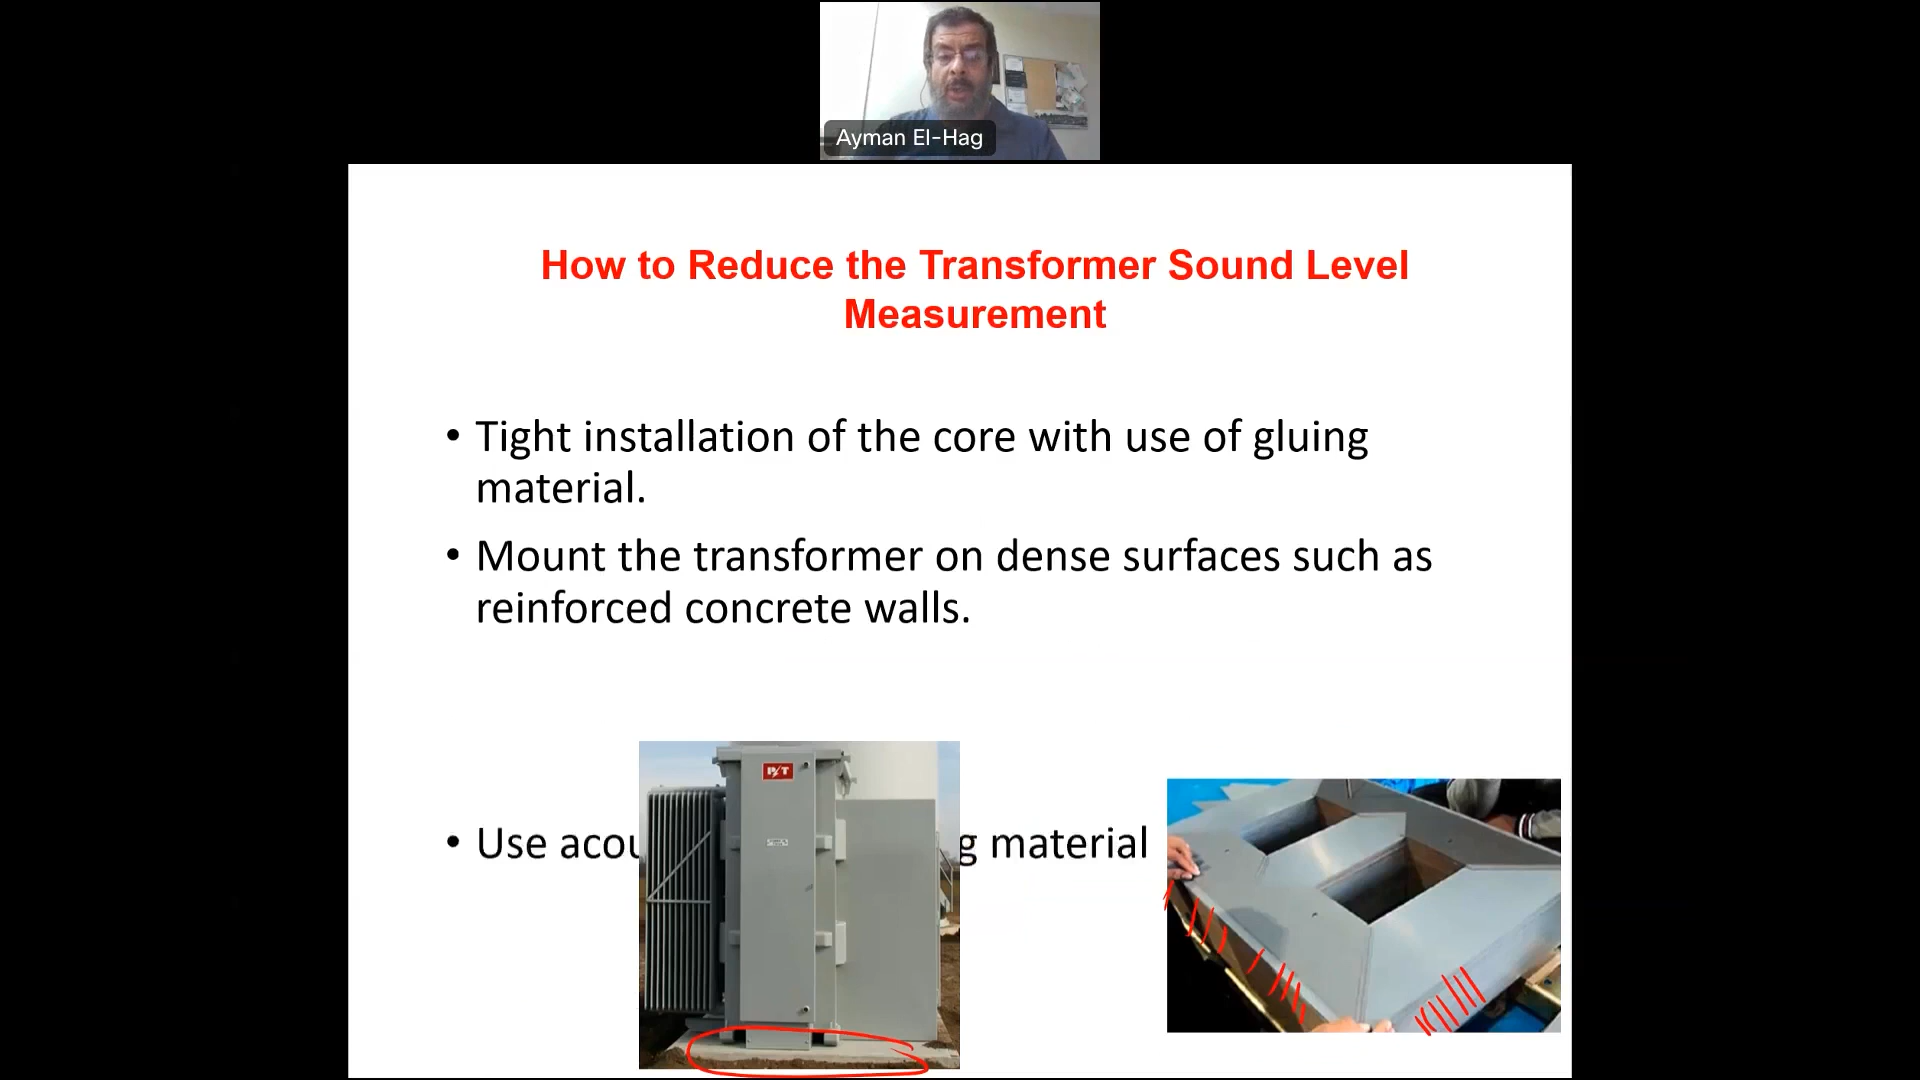 Ayman El-Hag
How to Reduce the Transformer Sound Level
Measurement
• Tight installation of the core with use of gluing
material.
• Mount the transformer on dense surfaces such as
reinforced concrete walls.
• Use material